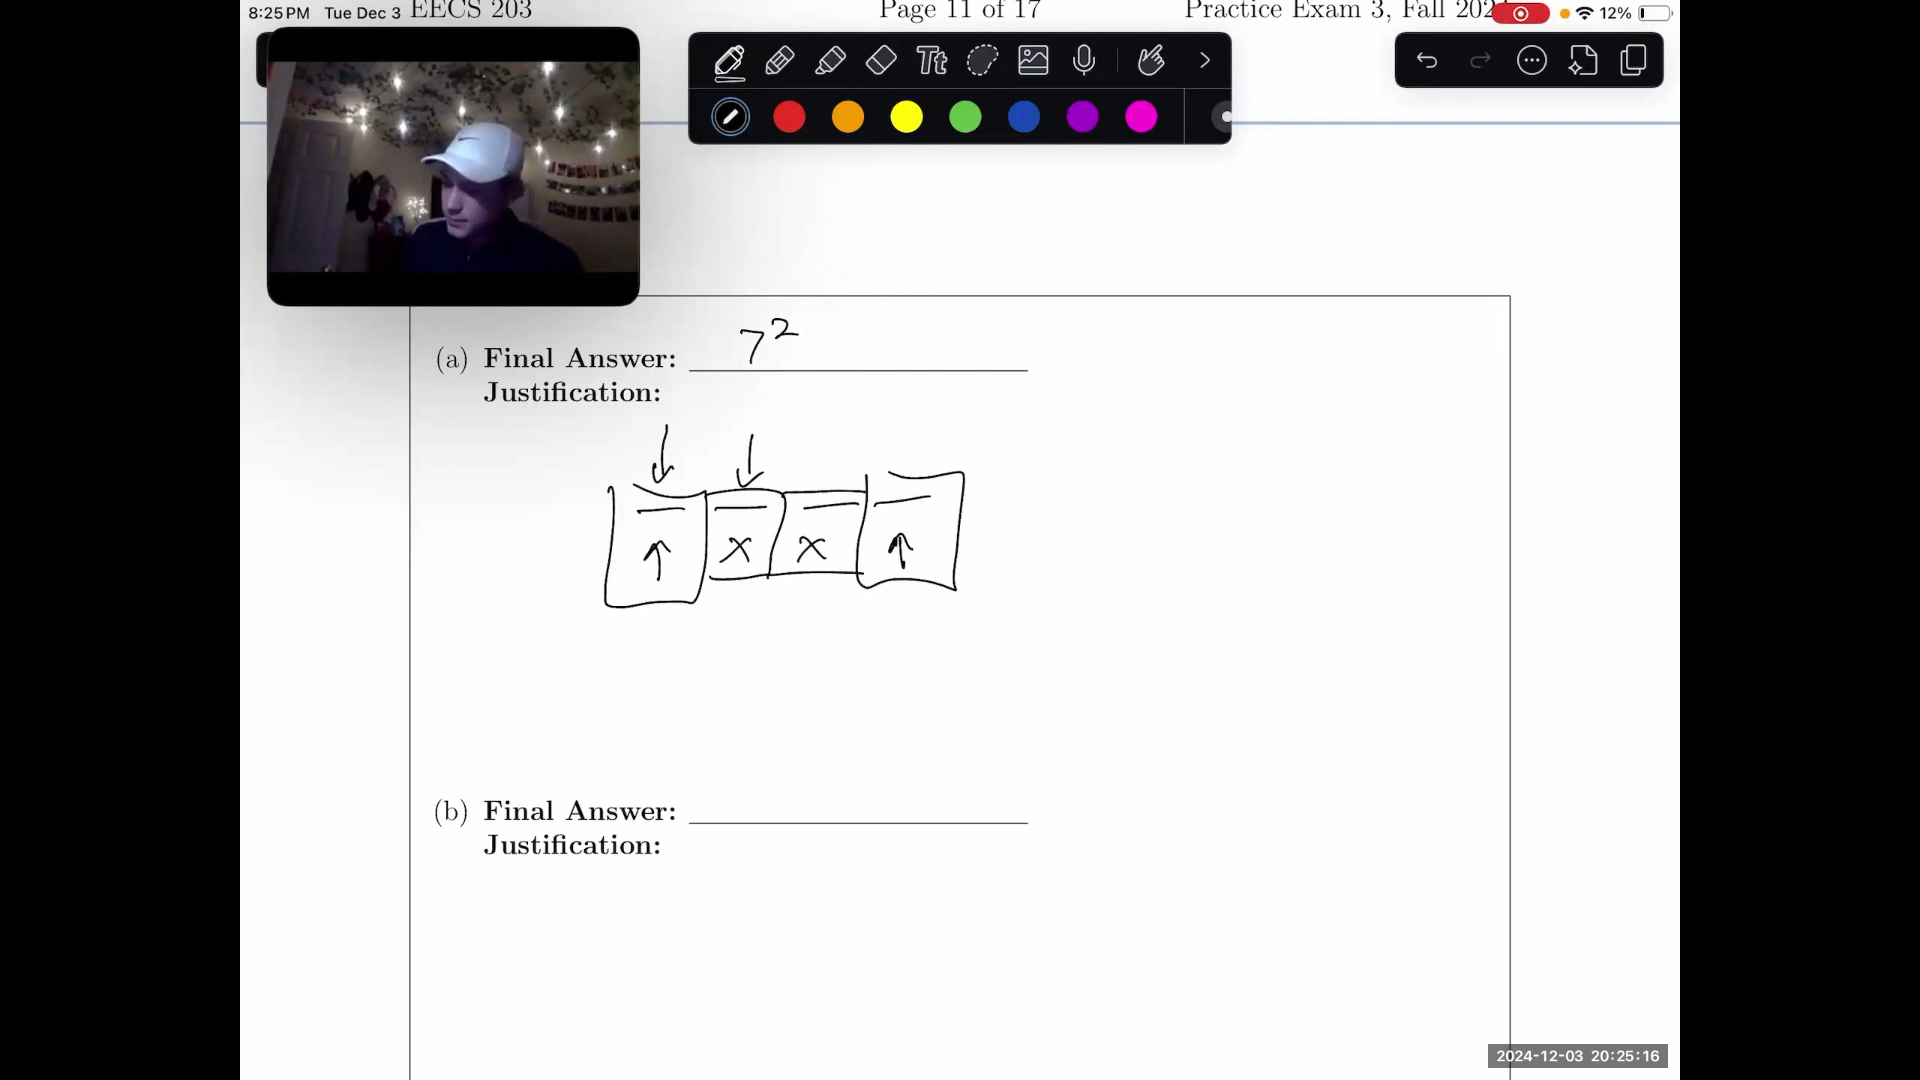 8:25 PM Tue Dec 3
12%
EECS 203
Page 11 of 17
Practice Exam 3, Fall
Tt
(a) Final Answer: 7²
Justification:
X X
(b) Final Answer:
Justification:
2024-12-03 20:25:16